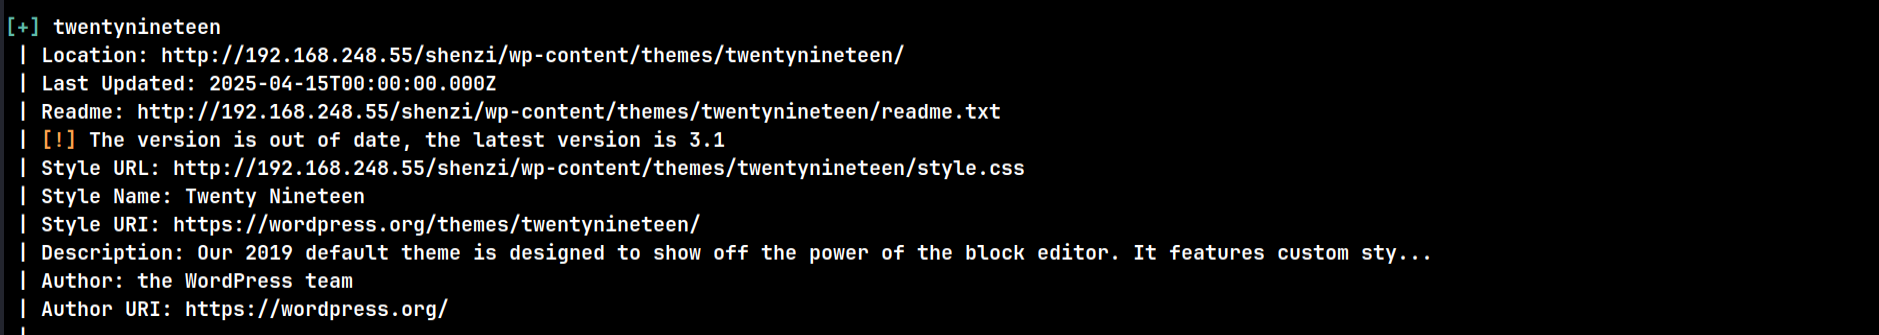 [+] twentynineteen
| Location: http://192.168.248.55/shenzi/wp-content/themes/twentynineteen/
| Last Updated: 2025-04-15T00:00:00.000Z
| Readme: http://192.168.248.55/shenzi/wp-content/themes/twentynineteen/readme.txt
| [!] The version is out of date, the latest version is 3.1
| Style URL: http://192.168.248.55/shenzi/wp-content/themes/twentynineteen/style.css
| Style Name: Twenty Nineteen
| Style URI: https://wordpress.org/themes/twentynineteen/
| Description: Our 2019 default theme is designed to show off the power of the block editor. It features custom sty...
| Author: the WordPress team
| Author URI: https://wordpress.org/
|